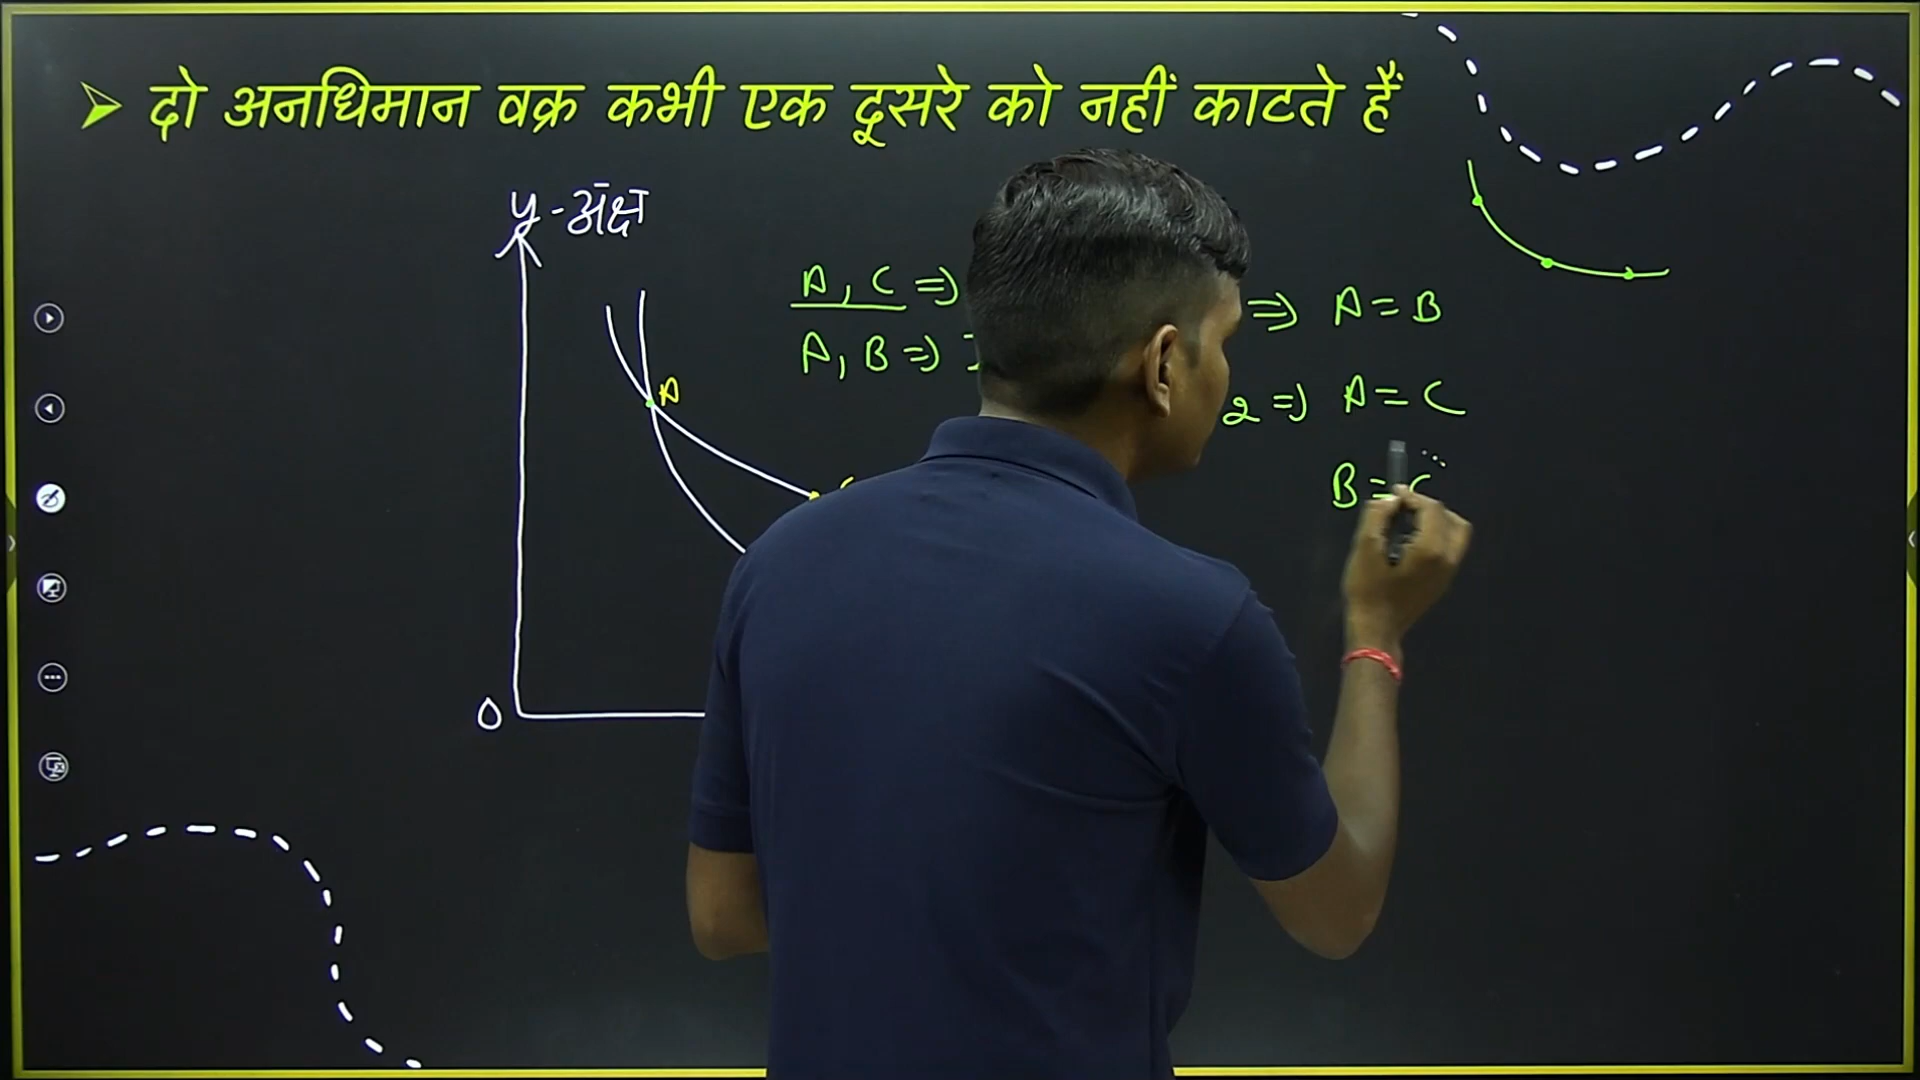 ➤ दो अनधिमान वक्र कभी एक दूसरे को नहीं काटते हैं
y-अक्ष
A, C ⇒
⇒ A = B
A, B ⇒
2 ⇒ A = C
A
B = C
O